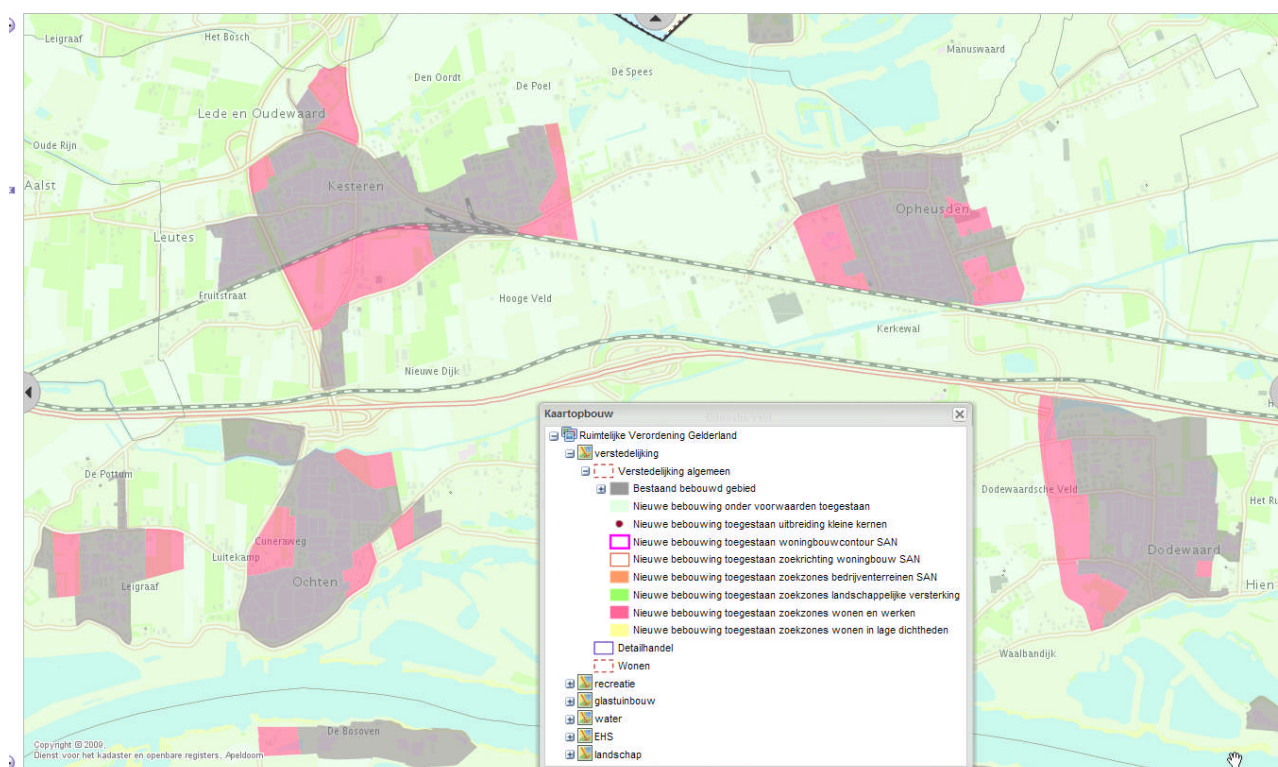 Leigraaf
Het Bosch
Manuswaard
De Spees
Den Oordt
De Poel
Lede en Oudewaard
Oude Rijn
Aalst
Kesteren
Opheusden
Leutes
Fruitstraat
Hooge Veld
Kerkewal
Nieuwe Dijk
De Pottum
Dodewaardsche Veld
Cuneraweg
Luitekamp
Dodewaard
Leigraaf
Ochten
Hien
Waalbandijk
De Bosoven
Copyright © 2009,
Dienst voor het kadaster en openbare registers, Apeldoorn
Kaartopbouw
Ruimtelijke Verordening Gelderland
verstedelijking
Verstedelijking algemeen
Bestaand bebouwd gebied
Nieuwe bebouwing onder voorwaarden toegestaan
Nieuwe bebouwing toegestaan uitbreiding kleine kernen
Nieuwe bebouwing toegestaan woningbouwcontour SAN
Nieuwe bebouwing toegestaan zoekrichting woningbouw SAN
Nieuwe bebouwing toegestaan zoekzones bedrijventerreinen SAN
Nieuwe bebouwing toegestaan zoekzones landschappelijke versterking
Nieuwe bebouwing toegestaan zoekzones wonen en werken
Nieuwe bebouwing toegestaan zoekzones wonen in lage dichtheden
Detailhandel
Wonen
recreatie
glastuinbouw
water
EHS
landschap